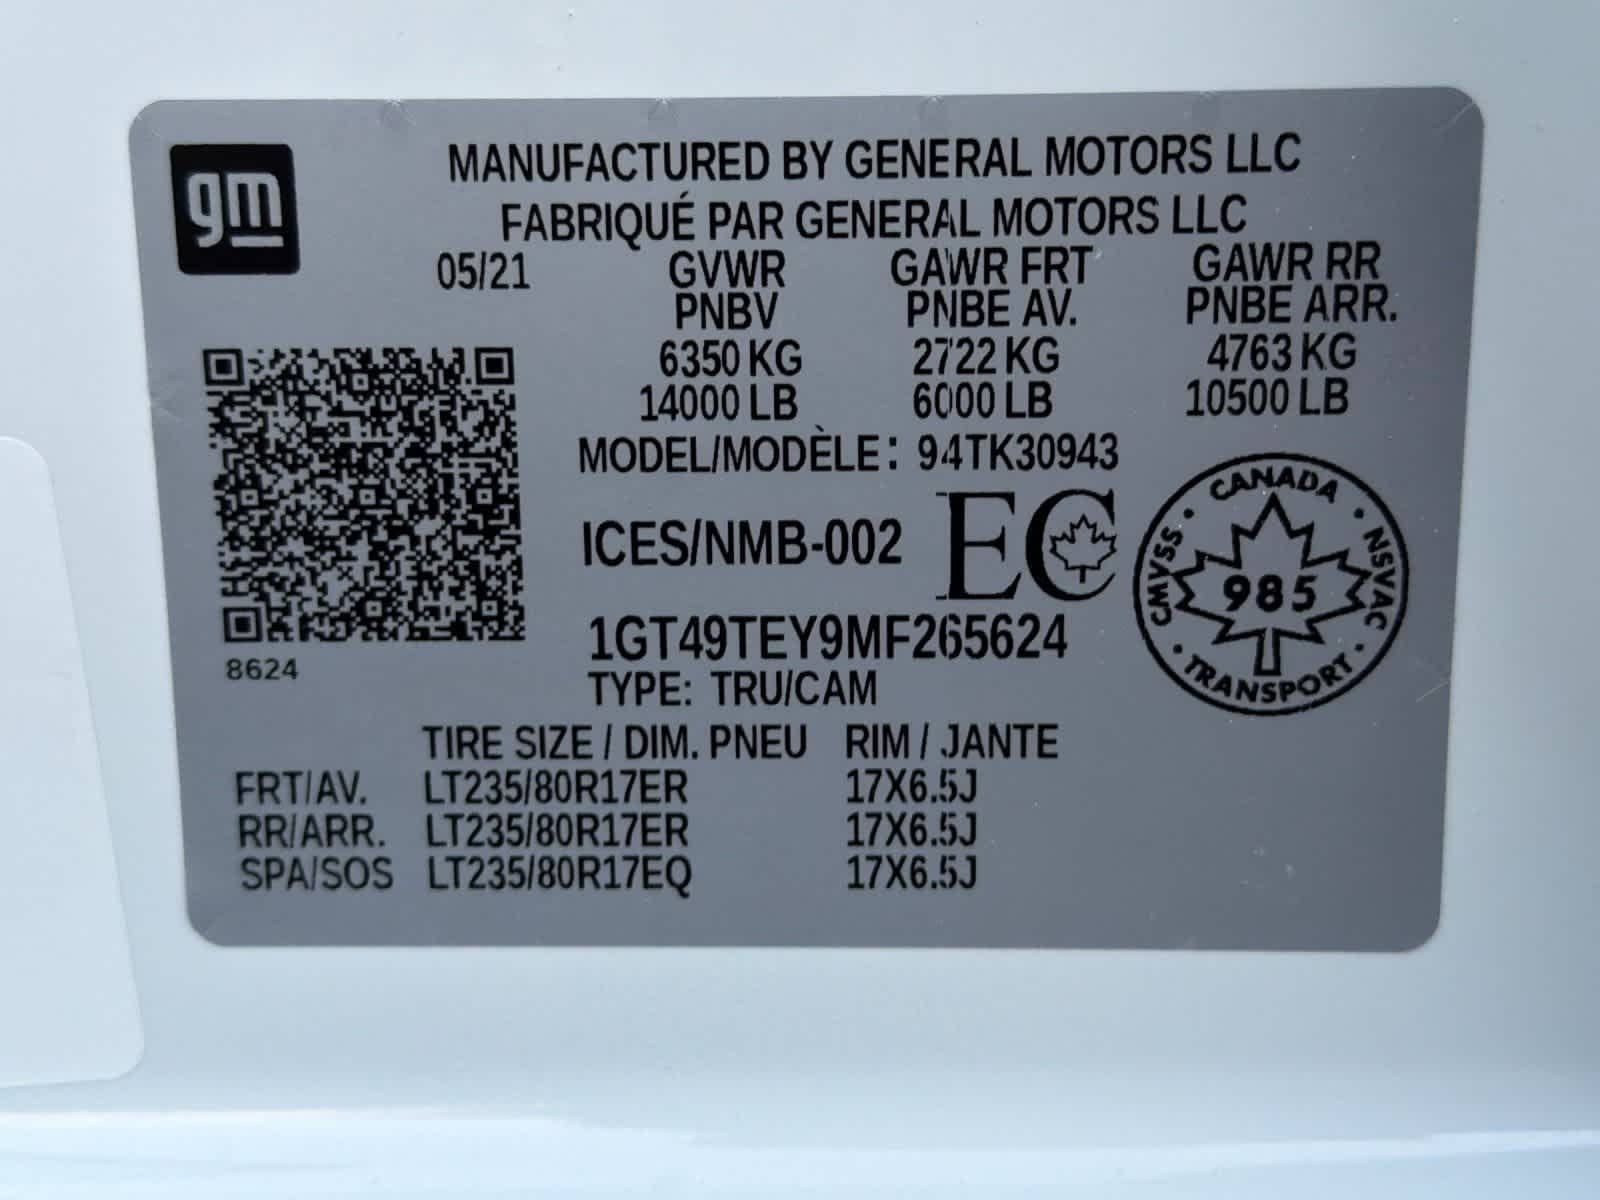 gm
MANUFACTURED BY GENERAL MOTORS LLC
FABRIQUÉ PAR GENERAL MOTORS LLC
05/21 GVWR GAWR FRT GAWR RR
PNBV PNBE AV. PNBE ARR.
6350 KG 2722 KG 4763 KG
14000 LB 6000 LB 10500 LB
MODEL/MODÈLE: 94TK30943
ICES/NMB-002 EC
CANADA
CMVSS 985 NSVAC
TRANSPORT
1GT49TEY9MF265624
8624
TYPE: TRU/CAM
TIRE SIZE / DIM. PNEU RIM / JANTE
FRT/AV. LT235/80R17ER 17X6.5J
RR/ARR. LT235/80R17ER 17X6.5J
SPA/SOS LT235/80R17EQ 17X6.5J